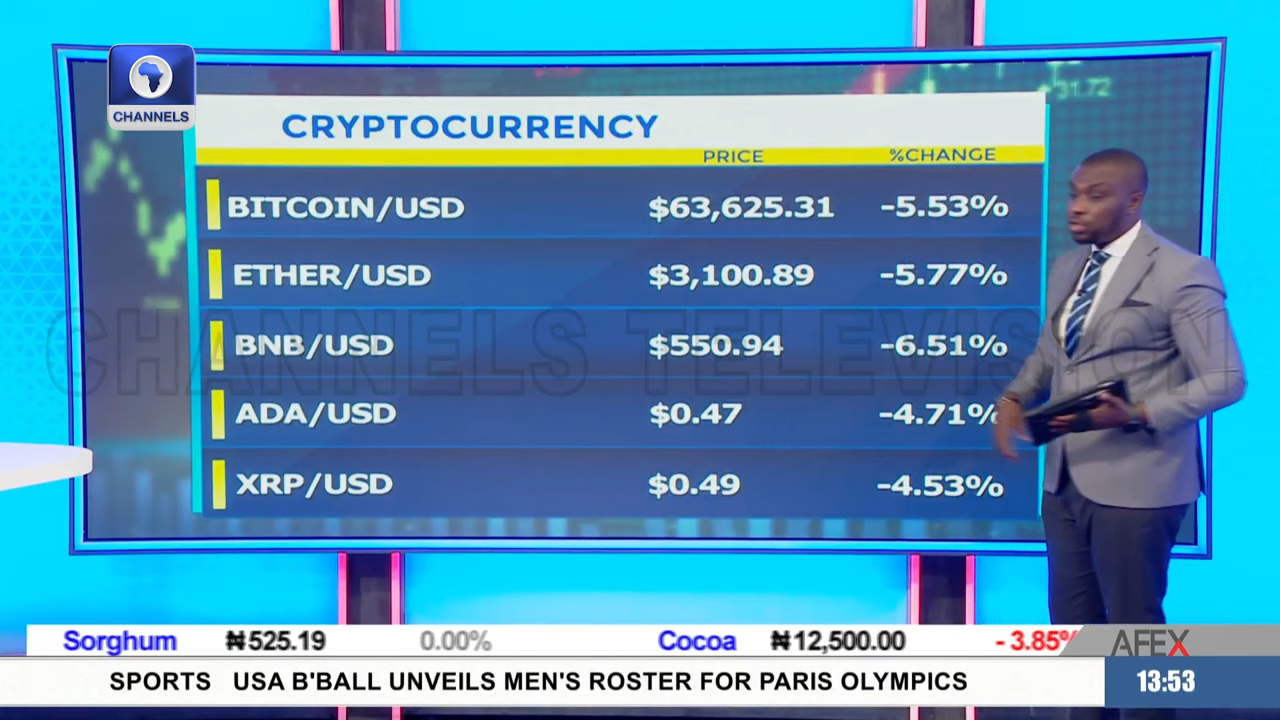 CHANNELS
31.72
CRYPTOCURRENCY
PRICE %CHANGE
BITCOIN/USD $63,625.31 -5.53%
ETHER/USD $3,100.89 -5.77%
BNB/USD $550.94 -6.51%
ADA/USD $0.47 -4.71%
XRP/USD $0.49 -4.53%
CHANNELS TELEVISION
Sorghum ₦525.19 0.00% Cocoa ₦12,500.00 - 3.85% AFEX
SPORTS USA B'BALL UNVEILS MEN'S ROSTER FOR PARIS OLYMPICS 13:53